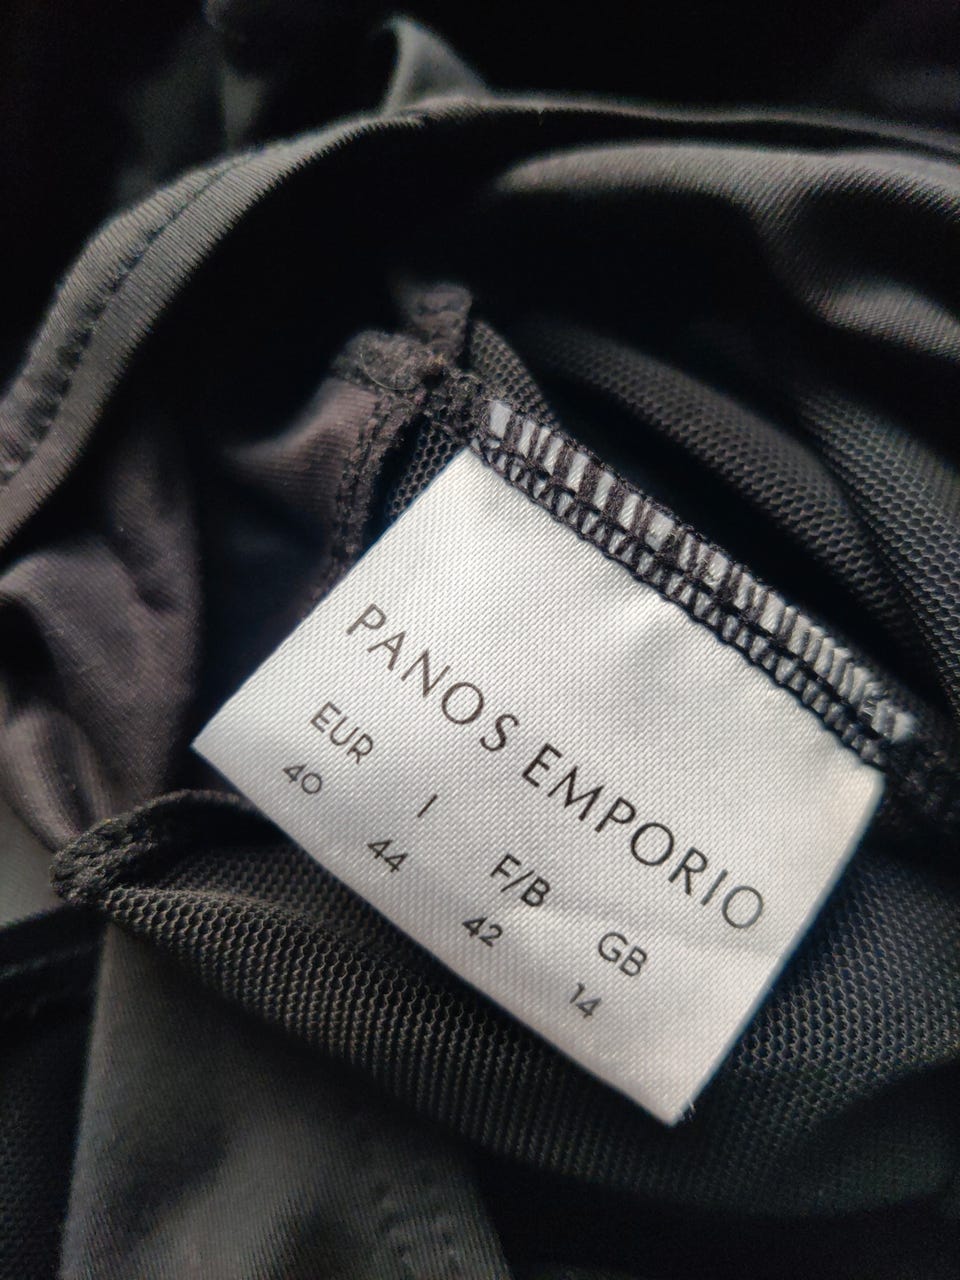 PANOS EMPORIO
EUR I F/B GB
40 44 42 14